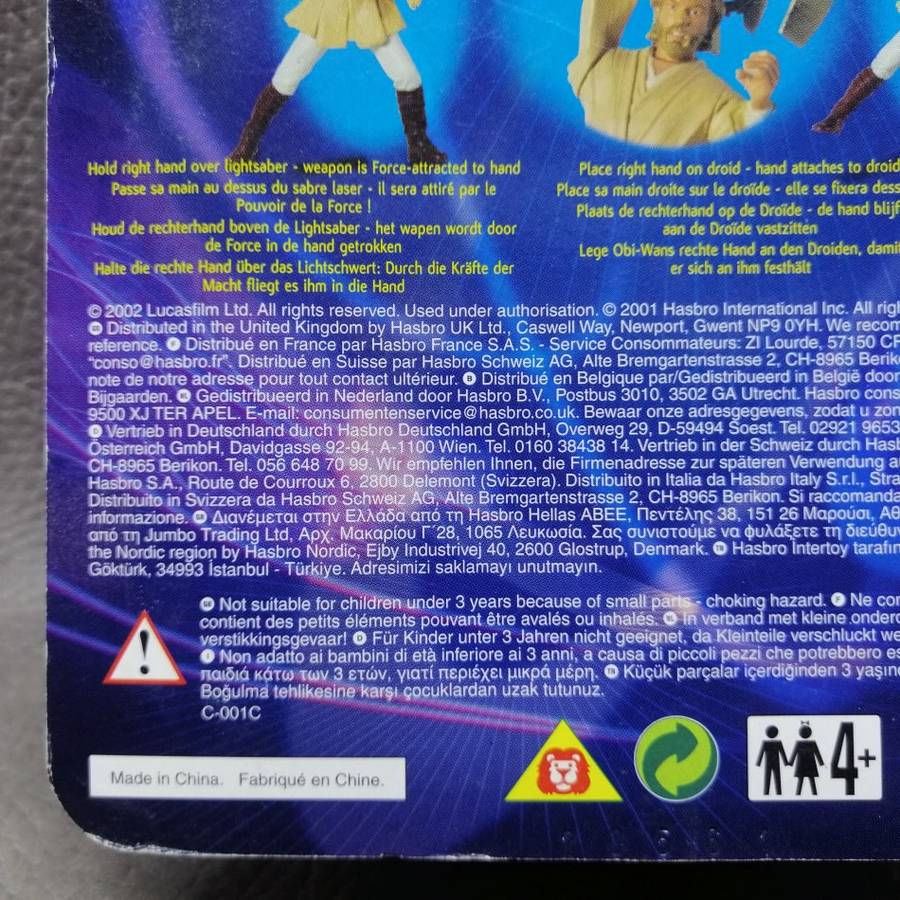 Hold right hand over lightsaber - weapon is Force-attracted to hand
Passe sa main au dessus du sabre laser - il sera attiré par le
Pouvoir de la Force !
Houd de rechterhand boven de Lightsaber - het wapen wordt door
de Force in de hand getrokken
Halte die rechte Hand über das Lichtschwert: Durch die Kräfte der
Macht fliegt es ihm in die Hand
Place right hand on droid - hand attaches to droid
Place sa main droite sur le droïde - elle se fixera dess
Plaats de rechterhand op de Droïde - de hand blijf
aan de Droïde vastzitten
Lege Obi-Wans rechte Hand an den Droiden, damit
er sich an ihm festhält
© 2002 Lucasfilm Ltd. All rights reserved. Used under authorisation. © 2001 Hasbro International Inc. All righ
GB Distributed in the United Kingdom by Hasbro UK Ltd., Caswell Way, Newport, Gwent NP9 0YH. We recom
reference. F Distribué en France par Hasbro France S.A.S. - Service Consommateurs: ZI Lourde, 57150 CR
"conso@hasbro.fr". Distribué en Suisse par Hasbro Schweiz AG, Alte Bremgartenstrasse 2, CH-8965 Beriko
note de notre adresse pour tout contact ultérieur. B Distribué en Belgique par/Gedistribueerd in België door
Bijgaarden. NL Gedistribueerd in Nederland door Hasbro B.V., Postbus 3010, 3502 GA Utrecht. Hasbro cons
9500 XJ TER APEL. E-mail: consumentenservice@hasbro.co.uk. Bewaar onze adresgegevens, zodat u zon
D Vertrieb in Deutschland durch Hasbro Deutschland GmbH, Overweg 29, D-59494 Soest. Tel. 02921 9653
Österreich GmbH, Davidgasse 92-94, A-1100 Wien. Tel. 0160 38438 14. Vertrieb in der Schweiz durch Hasb
CH-8965 Berikon. Tel. 056 648 70 99. Wir empfehlen Ihnen, die Firmenadresse zur späteren Verwendung a
Hasbro S.A., Route de Courroux 6, 2800 Delemont (Svizzera). Distribuito in Italia da Hasbro Italy S.r.l., Stra
Distribuito in Svizzera da Hasbro Schweiz AG, Alte Bremgartenstrasse 2, CH-8965 Berikon. Si raccomanda
informazione. GR Διανέμεται στην Ελλάδα από τη Hasbro Hellas ΑΒΕΕ, Πεντέλης 38, 151 26 Μαρούσι, Αθ
από τη Jumbo Trading Ltd, Αρχ. Μακαρίου Γ΄ 28, 1065 Λευκωσία. Σας συνιστούμε να φυλάξετε τη διεύθυν
the Nordic region by Hasbro Nordic, Ejby Industrivej 40, 2600 Glostrup, Denmark. TR Hasbro Intertoy tarafın
Göktürk, 34993 İstanbul - Türkiye. Adresimizi saklamayı unutmayın.
GB Not suitable for children under 3 years because of small parts - choking hazard. F Ne con
contient des petits éléments pouvant être avalés ou inhalés. NL In verband met kleine onderd
verstikkingsgevaar! D Für Kinder unter 3 Jahren nicht geeignet, da Kleinteile verschluckt we
I Non adatto ai bambini di età inferiore ai 3 anni, a causa di piccoli pezzi che potrebbero es
παιδιά κάτω των 3 ετών, γιατί περιέχει μικρά μέρη. TR Küçük parçalar içerdiğinden 3 yaşınd
Boğulma tehlikesine karşı çocuklardan uzak tutunuz.
C-001C
Made in China. Fabriqué en Chine.
4+